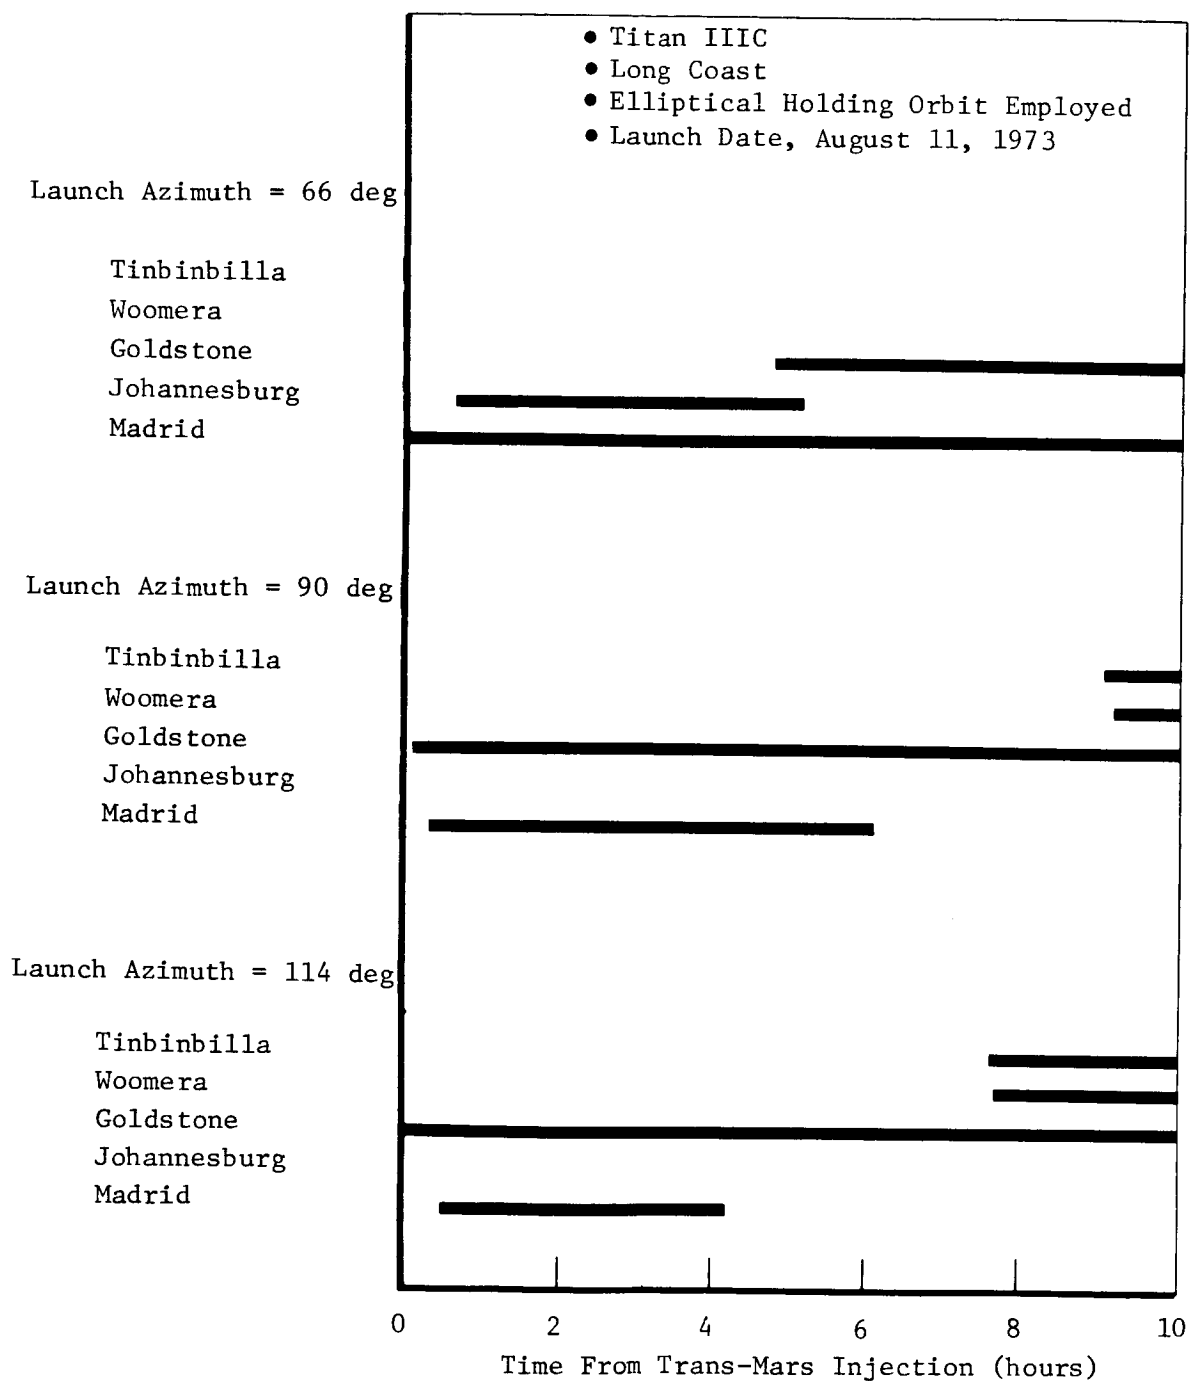 • Titan IIIC
• Long Coast
• Elliptical Holding Orbit Employed
• Launch Date, August 11, 1973
Launch Azimuth = 66 deg
Tinbinbilla
Woomera
Goldstone
Johannesburg
Madrid
Launch Azimuth = 90 deg
Tinbinbilla
Woomera
Goldstone
Johannesburg
Madrid
Launch Azimuth = 114 deg
Tinbinbilla
Woomera
Goldstone
Johannesburg
Madrid
0 2 4 6 8 10
Time From Trans-Mars Injection (hours)